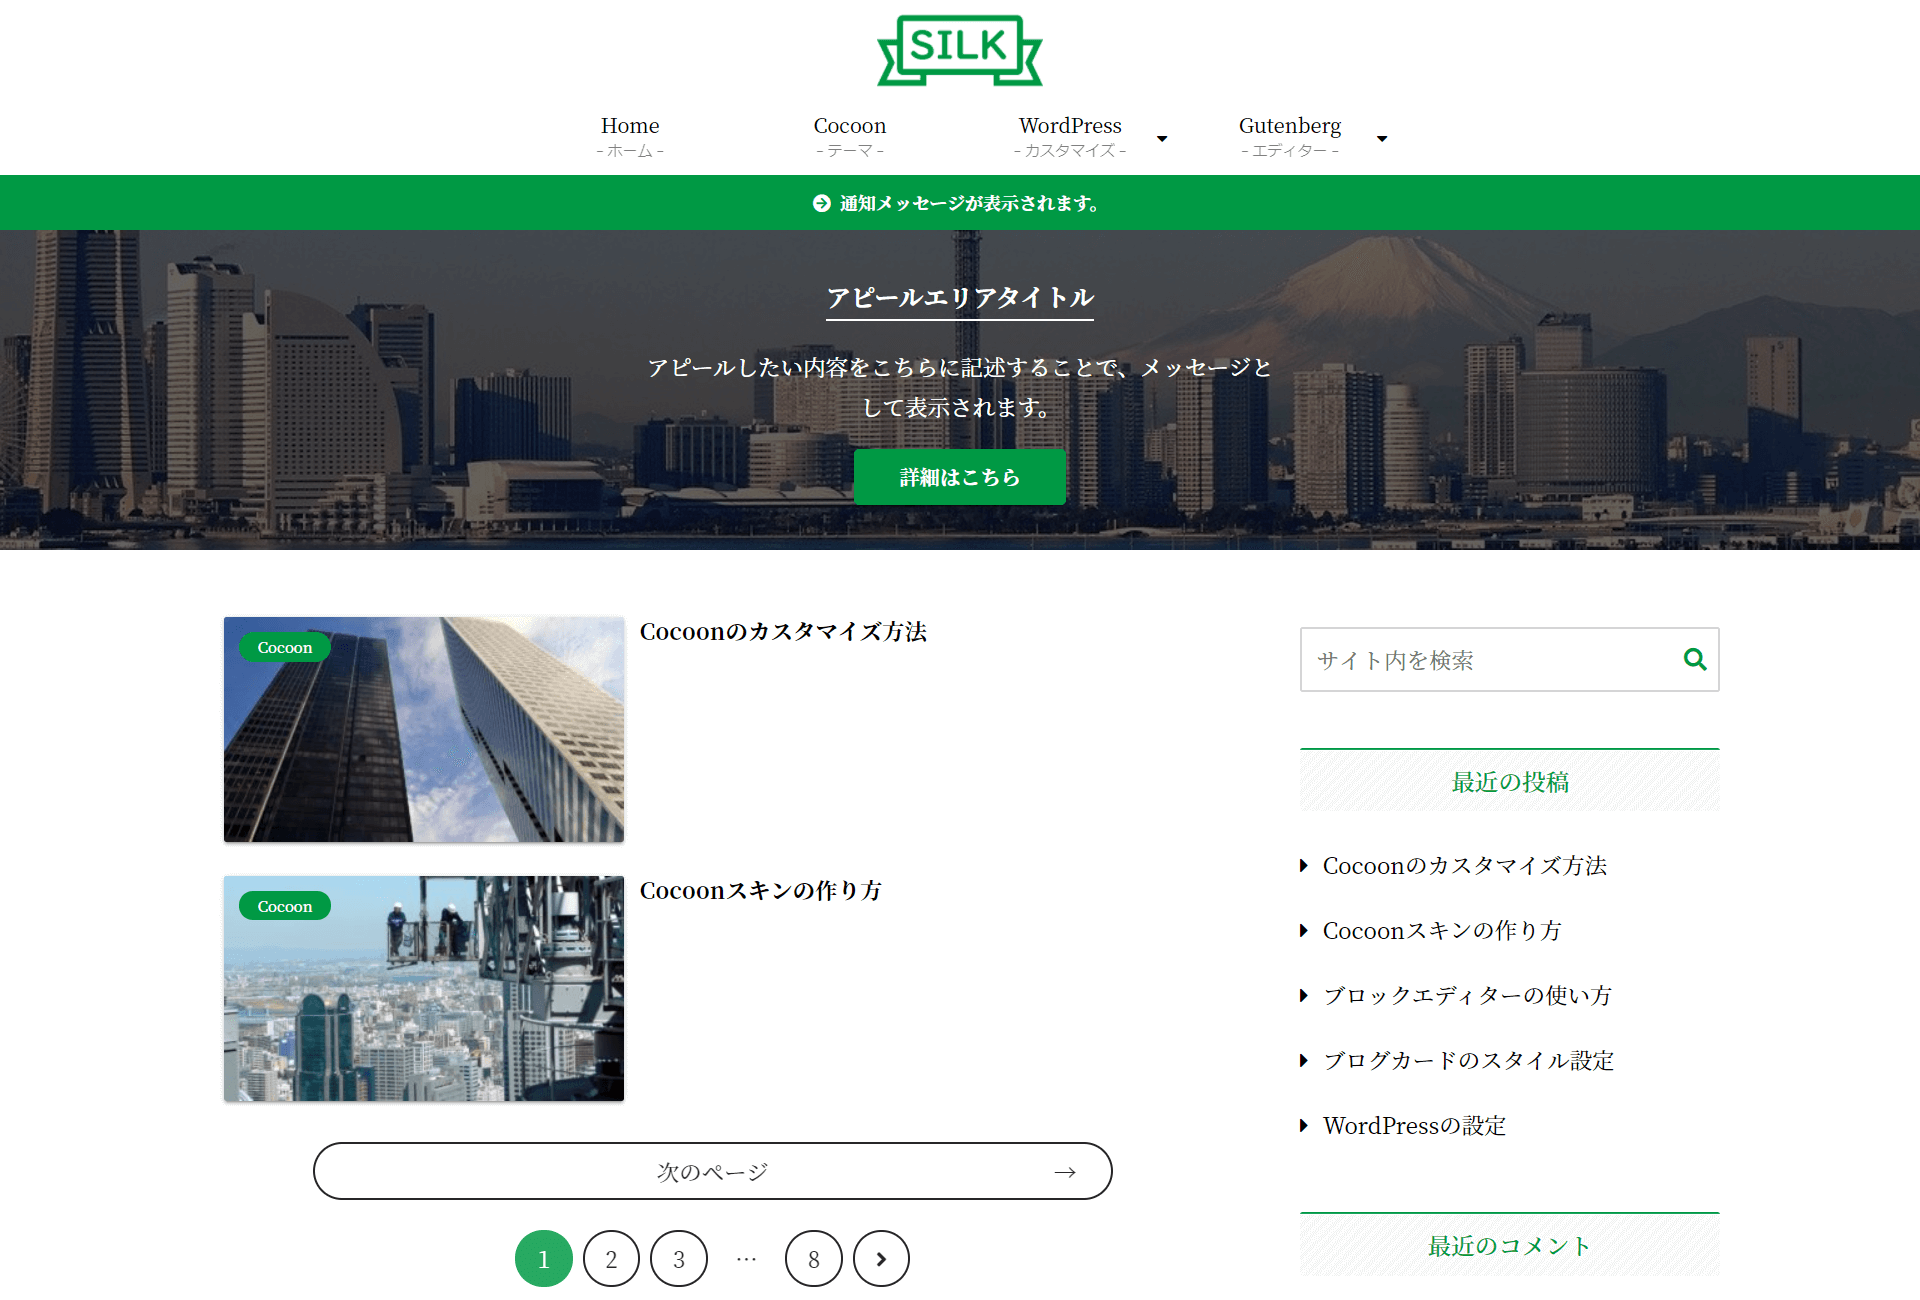 SILK
Home
- ホーム -
Cocoon
- テーマ -
WordPress
- カスタマイズ -
Gutenberg
- エディター -
通知メッセージが表示されます。
アピールエリアタイトル
アピールしたい内容をこちらに記述することで、メッセージと
して表示されます。
詳細はこちら
Cocoon
Cocoonのカスタマイズ方法
Cocoon
Cocoonスキンの作り方
次のページ →
1 2 3 … 8
サイト内を検索
最近の投稿
Cocoonのカスタマイズ方法
Cocoonスキンの作り方
ブロックエディターの使い方
ブログカードのスタイル設定
WordPressの設定
最近のコメント